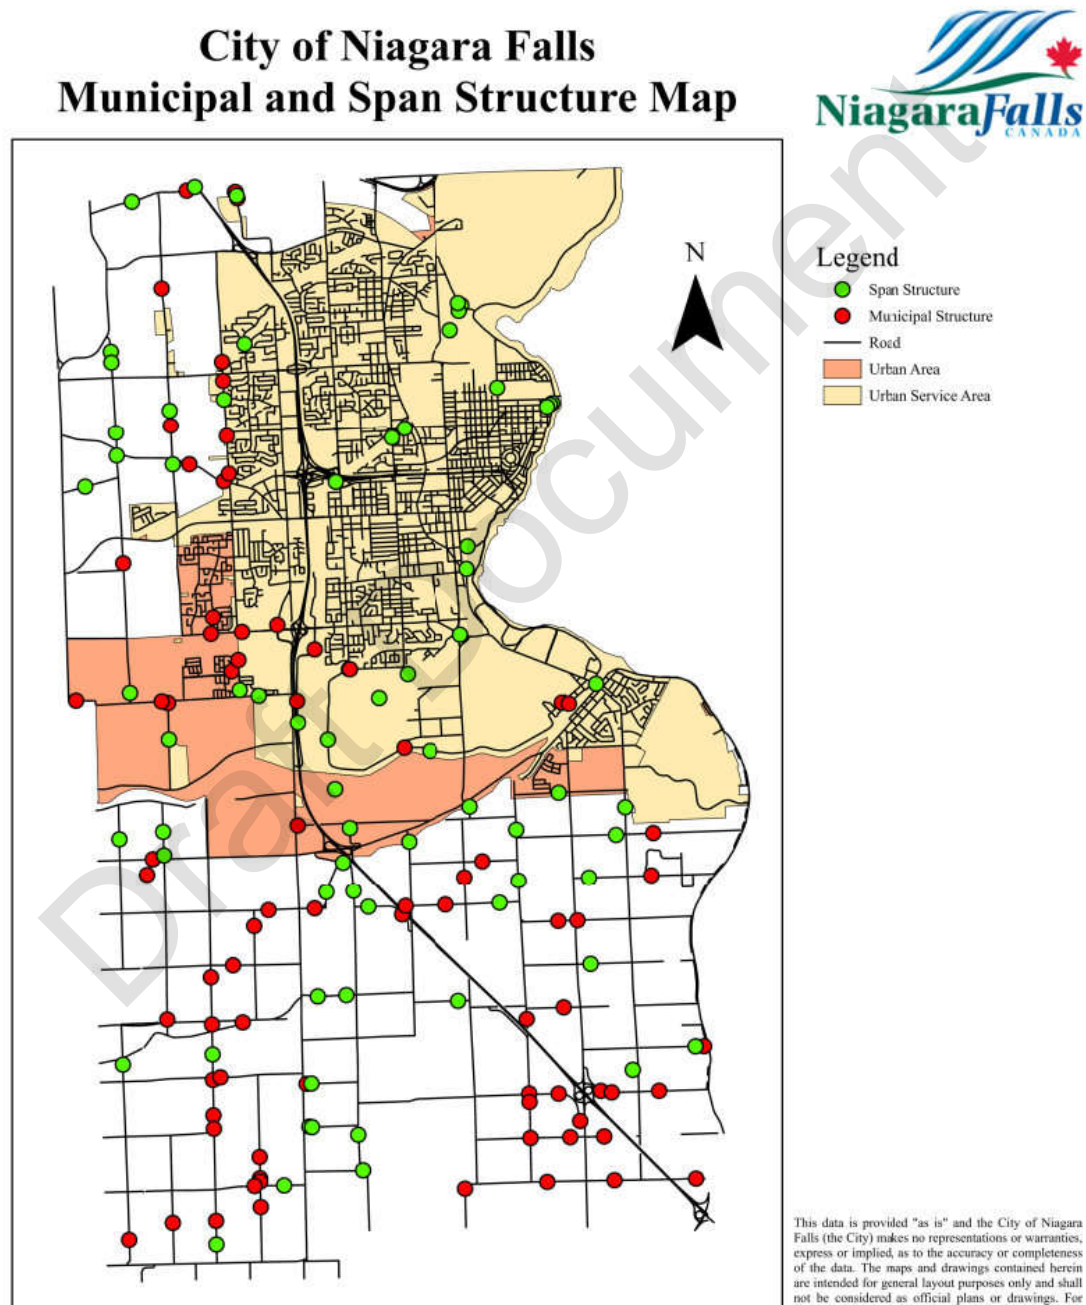 City of Niagara Falls
Municipal and Span Structure Map
NiagaraFalls
CANADA
N
Legend
Span Structure
Municipal Structure
Road
Urban Area
Urban Service Area
Draft Document
This data is provided "as is" and the City of Niagara
Falls (the City) makes no representations or warranties,
express or implied, as to the accuracy or completeness
of the data. The maps and drawings contained herein
are intended for general layout purposes only and shall
not be considered as official plans or drawings. For